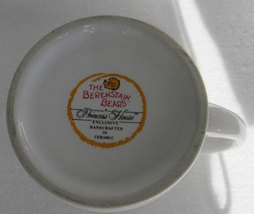 THE
BERENSTAIN
BEARS
A
Princess House
EXCLUSIVE
HANDCRAFTED
IN
CERAMIC